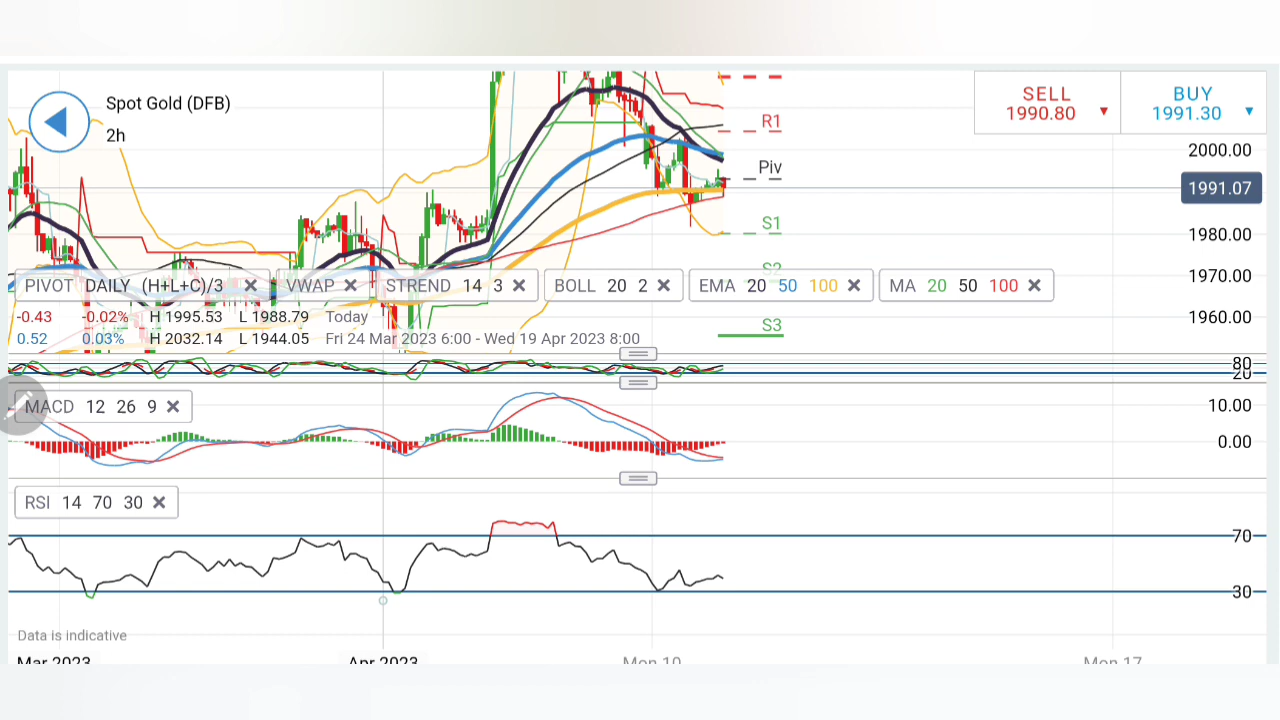 Spot Gold (DFB)
2h
SELL
1990.80
BUY
1991.30
R1
Piv
S1
S2
S3
2000.00
1991.07
1980.00
1970.00
1960.00
PIVOT DAILY (H+L+C)/3
VWAP
STREND 14 3
BOLL 20 2
EMA 20 50 100
MA 20 50 100
-0.43 -0.02% H 1995.53 L 1988.79 Today
0.52 0.03% H 2032.14 L 1944.05 Fri 24 Mar 2023 6:00 - Wed 19 Apr 2023 8:00
80
20
MACD 12 26 9
10.00
0.00
RSI 14 70 30
70
30
Data is indicative
Mar 2023 Apr 2023 Mon 10 Mon 17